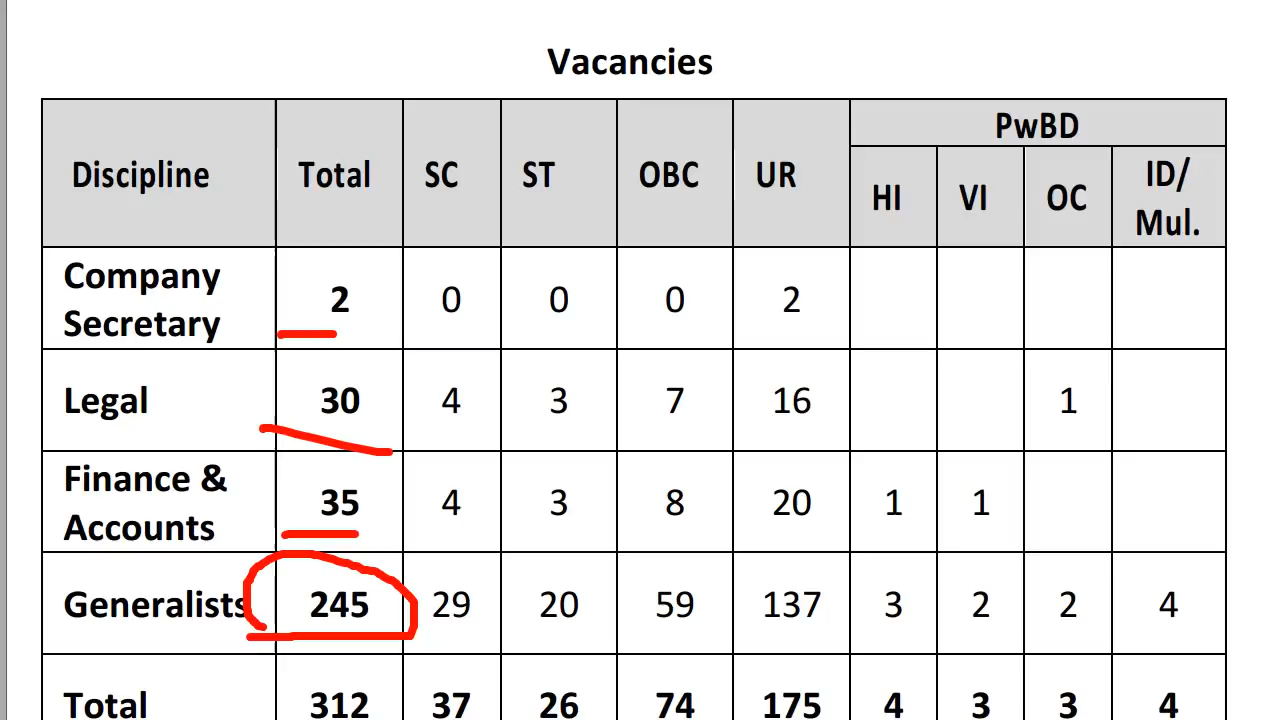 Vacancies
Discipline Total SC ST OBC UR PwBD
HI VI OC ID/ Mul.
Company Secretary 2 0 0 0 2
Legal 30 4 3 7 16 1
Finance & Accounts 35 4 3 8 20 1 1
Generalists 245 29 20 59 137 3 2 2 4
Total 312 37 26 74 175 4 3 3 4